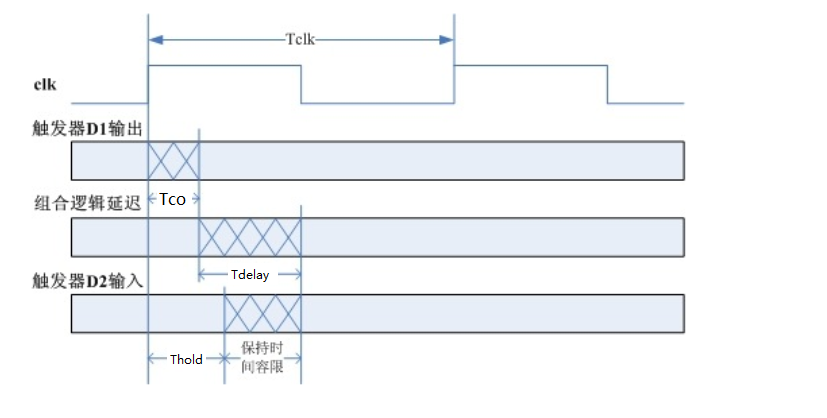 Tclk
clk
触发器D1输出
Tco
组合逻辑延迟
Tdelay
触发器D2输入
Thold
保持时
间容限